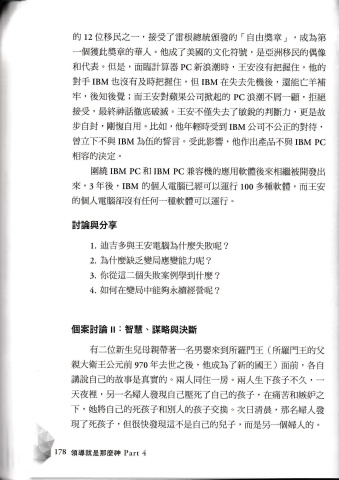 的 12 位移民之一，接受了雷根總統頒發的「自由獎章」，成為第
一個獲此獎章的華人。他成了美國的文化符號，是亞洲移民的偶像
和代表。但是，面臨計算器 PC 新浪潮時，王安沒有把握住。他的
對手 IBM 也沒有及時把握住，但 IBM 在失去先機後，還能亡羊補
牢，後知後覺；而王安對蘋果公司掀起的 PC 浪潮不屑一顧，拒絕
接受，最終神話徹底破滅。王安不僅失去了敏銳的判斷力，更是故
步自封，剛愎自用。比如，他年輕時受到 IBM 公司不公正的對待，
曾立下不與 IBM 為伍的誓言。受此影響，他作出產品不與 IBM PC
相容的決定。
圍繞 IBM PC 和 IBM PC 兼容機的應用軟體後來相繼被開發出
來。3 年後，IBM 的個人電腦已經可以運行 100 多種軟體，而王安
的個人電腦卻沒有任何一種軟體可以運行。
討論與分享
1. 迪吉多與王安電腦為什麼失敗呢？
2. 為什麼缺乏變局應變能力呢？
3. 你從這二個失敗案例學到什麼？
4. 如何在變局中能夠永續經營呢？
個案討論 II：智慧、謀略與決斷
有二位新生兒母親帶著一名男嬰來到所羅門王（所羅門王的父
親大衛王公元前 970 年去世之後，他成為了新的國王）面前，各自
講說自己的故事是真實的。兩人同住一房。兩人生下孩子不久，一
天夜裡，另一名婦人發現自己壓死了自己的孩子，在痛苦和嫉妒之
下，她將自己的死孩子和別人的孩子交換。次日清晨，那名婦人發
現了死孩子，但很快發現這不是自己的兒子，而是另一個婦人的。
178 領導就是那麼神 Part 4